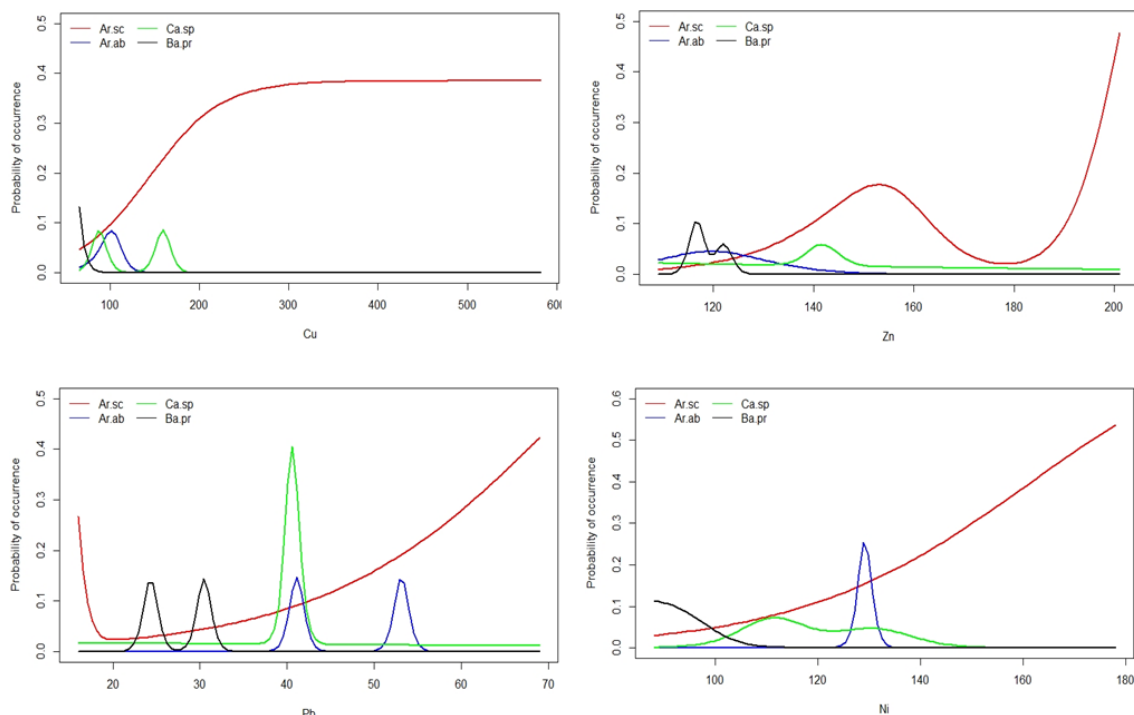 Ar.sc Ca.sp
Ar.ab Ba.pr
Probability of occurrence
0.0 0.1 0.2 0.3 0.4 0.5
100 200 300 400 500 600
Cu
Ar.sc Ca.sp
Ar.ab Ba.pr
Probability of occurrence
0.0 0.1 0.2 0.3 0.4 0.5
120 140 160 180 200
Zn
Ar.sc Ca.sp
Ar.ab Ba.pr
Probability of occurrence
0.0 0.1 0.2 0.3 0.4 0.5
20 30 40 50 60 70
Pb
Ar.sc Ca.sp
Ar.ab Ba.pr
Probability of occurrence
0.0 0.1 0.2 0.3 0.4 0.5 0.6
100 120 140 160 180
Ni